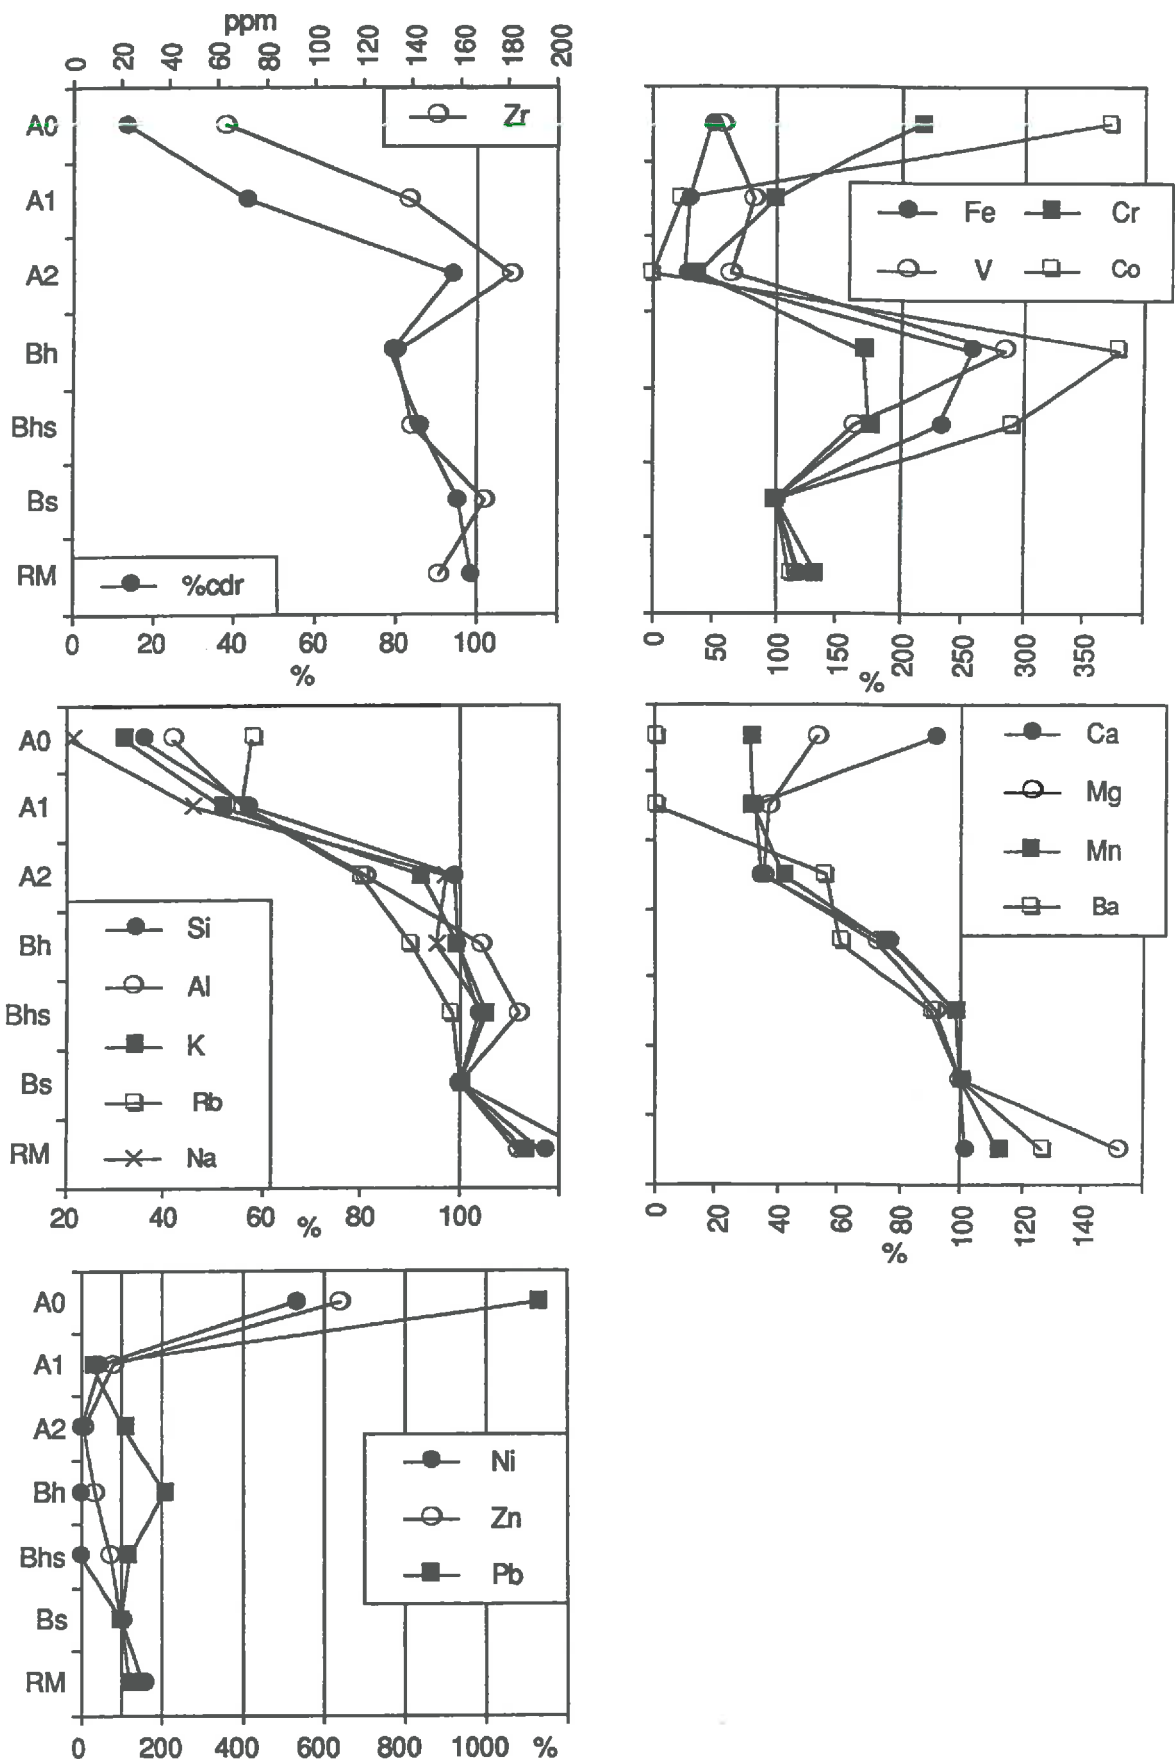 ppm
0 20 40 60 80 100 120 140 160 180 200
Zr
A0
A1
A2
Bh
Bhs
Bs
RM
%cdr
0 20 40 60 80 100
%
Fe Cr
V Co
0 50 100 150 200 250 300 350
%
A0
A1
A2
Bh
Bhs
Bs
RM
Si
Al
K
Rb
Na
20 40 60 % 80 100
Ca
Mg
Mn
Ba
0 20 40 60 80 100 120 140
%
A0
A1
A2
Bh
Bhs
Bs
RM
Ni
Zn
Pb
0 200 400 600 800 1000 %